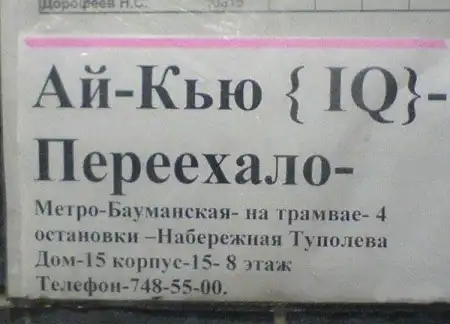 Дорофеев Н.С.
Ай-Кью { IQ}-
Переехало-
Метро-Бауманская- на трамвае- 4
остановки –Набережная Туполева
Дом-15 корпус-15- 8 этаж
Телефон-748-55-00.